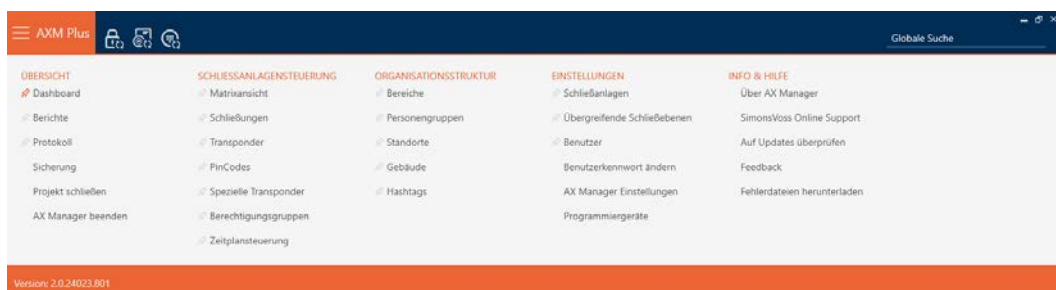 AXM Plus
Globale Suche
ÜBERSICHT
Dashboard
Berichte
Protokoll
Sicherung
Projekt schließen
AX Manager beenden
SCHLIESSANLAGENSTEUERUNG
Matrixansicht
Schließungen
Transponder
PinCodes
Spezielle Transponder
Berechtigungsgruppen
Zeitplansteuerung
ORGANISATIONSSTRUKTUR
Bereiche
Personengruppen
Standorte
Gebäude
Hashtags
EINSTELLUNGEN
Schließanlagen
Übergreifende Schließebenen
Benutzer
Benutzerkennwort ändern
AX Manager Einstellungen
Programmiergeräte
INFO & HILFE
Über AX Manager
SimonsVoss Online Support
Auf Updates überprüfen
Feedback
Fehlerdateien herunterladen
Version: 2.0.24023.801